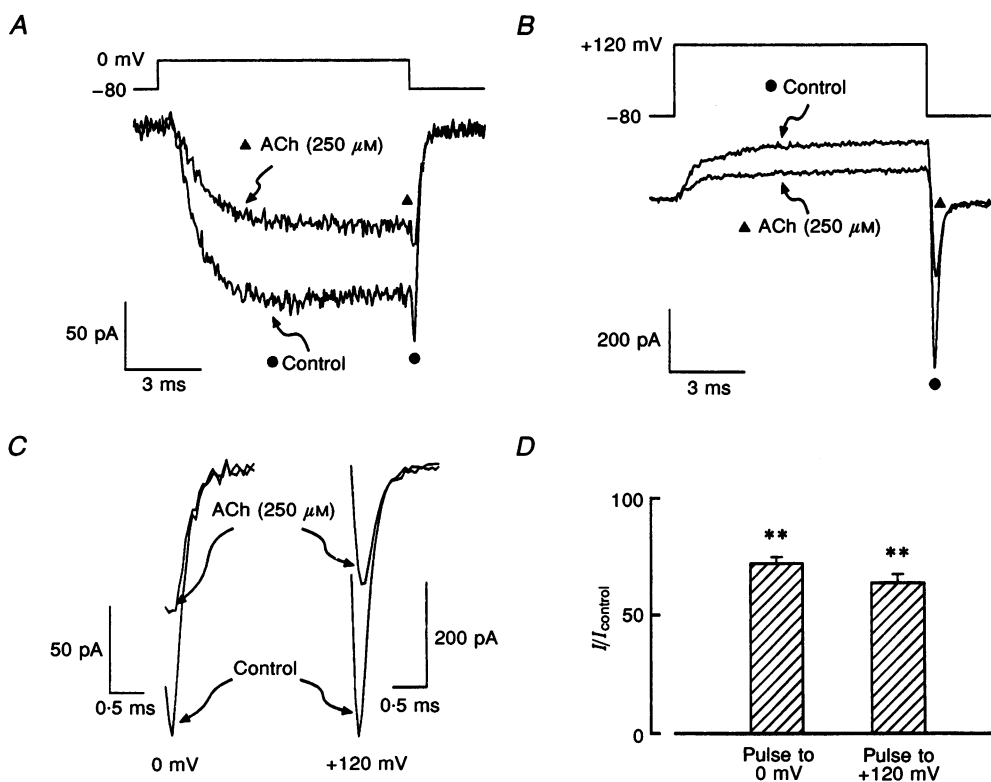 A
0 mV
−80
▲ ACh (250 μM)
▲
50 pA
3 ms
● Control
●
B
+120 mV
● Control
−80
▲
▲ ACh (250 μM)
200 pA
3 ms
●
C
ACh (250 μM)
50 pA
0·5 ms
Control
200 pA
0·5 ms
0 mV
+120 mV
D
100
**
**
50
I/Icontrol
0
Pulse to
0 mV
Pulse to
+120 mV